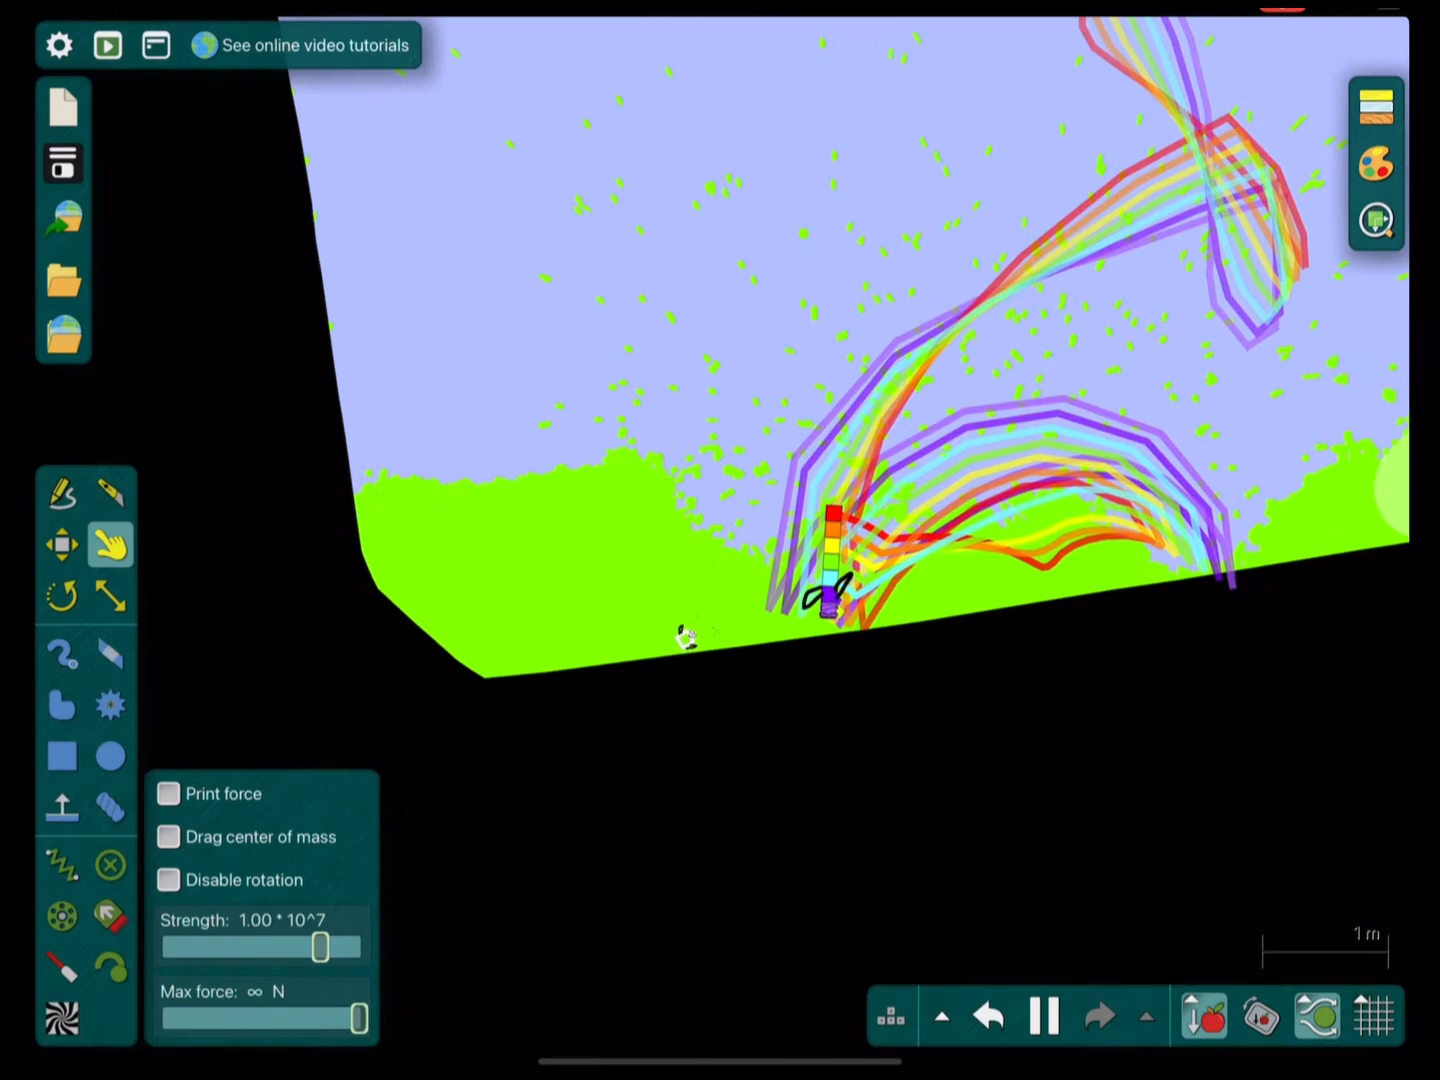 See online video tutorials
Print force
Drag center of mass
Disable rotation
Strength: 1.00 * 10^7
Max force: ∞ N
1 m